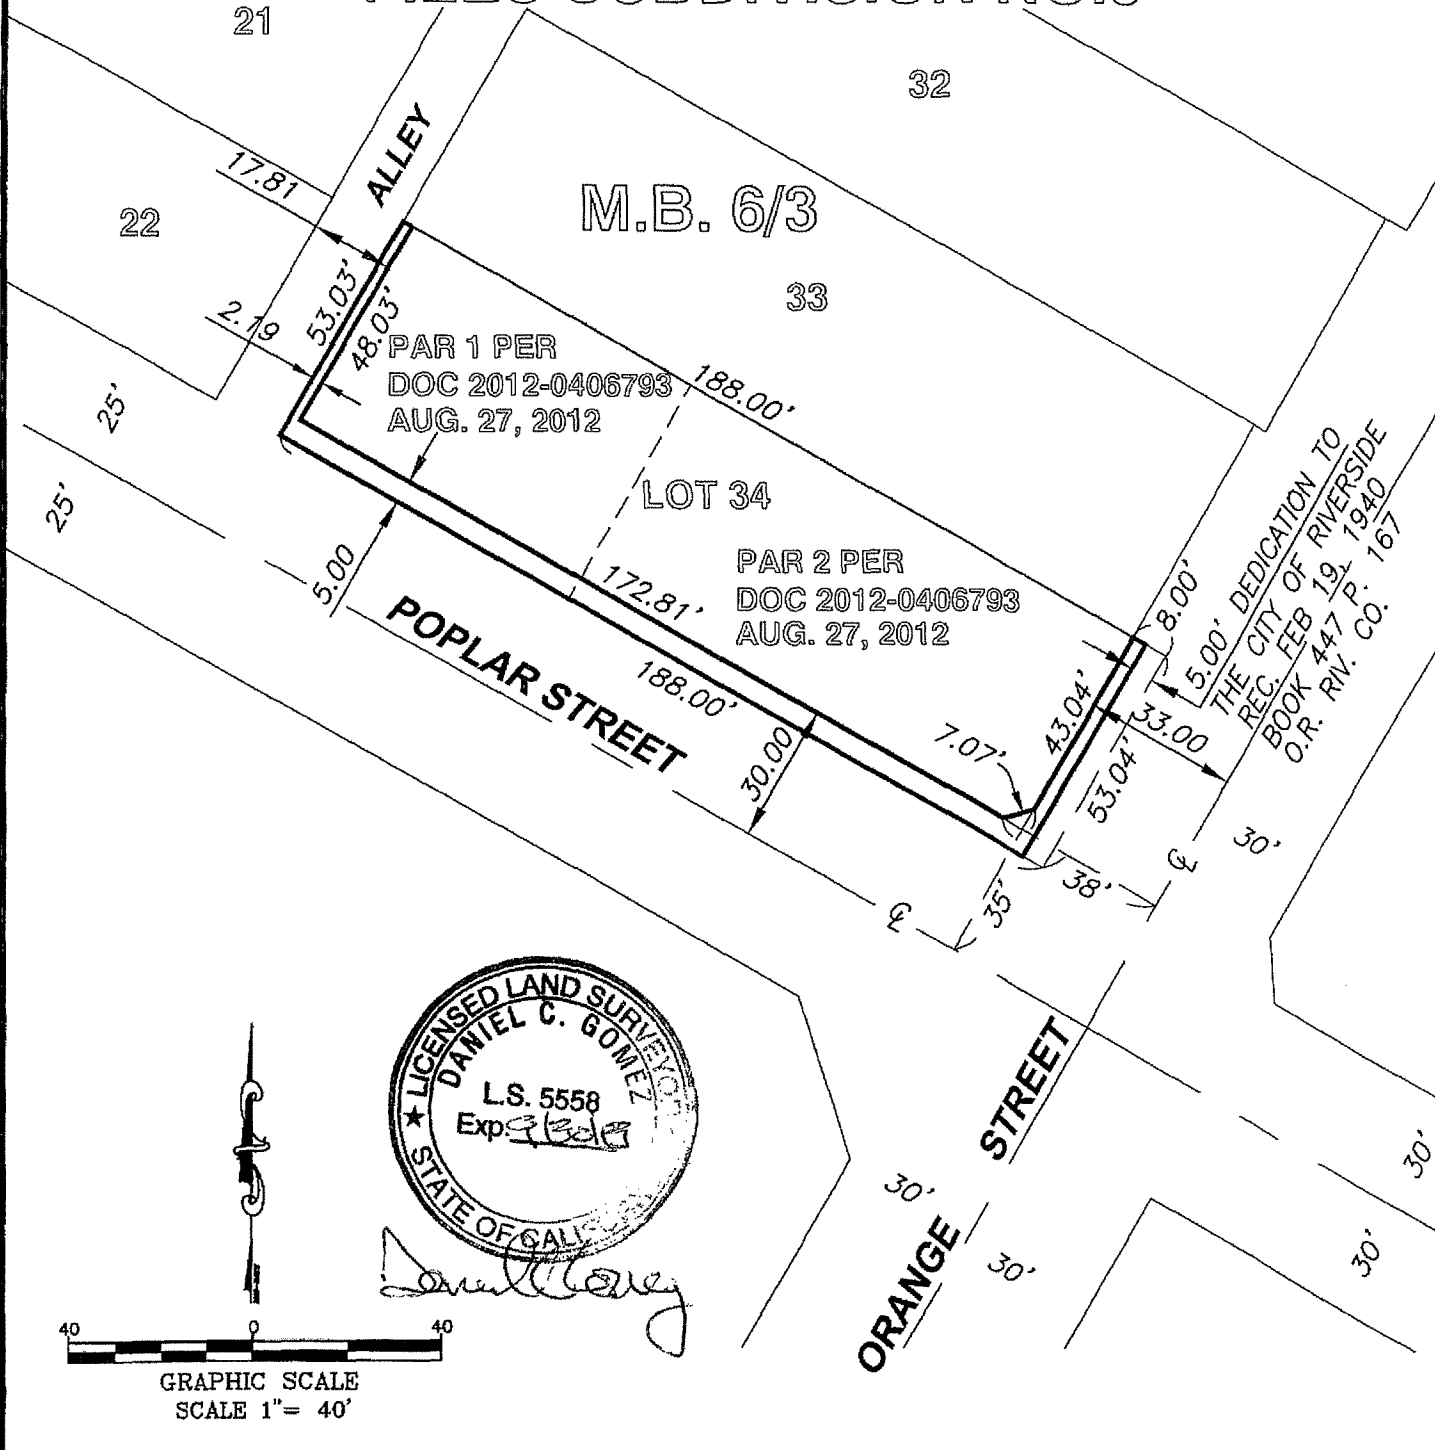 21
32
ALLEY
17.81
M.B. 6/3
22
33
53.03'
48.03'
2.19
PAR 1 PER
DOC 2012-0406793
AUG. 27, 2012
188.00'
25'
25'
LOT 34
5.00
172.81'
PAR 2 PER
DOC 2012-0406793
AUG. 27, 2012
8.00'
5.00' DEDICATION TO
THE CITY OF RIVERSIDE
REC. FEB 19, 1940
BOOK 447 P. 167
O.R. RIV. CO.
POPLAR STREET
188.00'
30.00
7.07'
43.04'
33.00
53.04'
30'
38'
35'
LICENSED LAND SURVEYOR
DANIEL C. GOMEZ
L.S. 5558
Exp.
STATE OF CALIFORNIA
ORANGE STREET
30'
30'
30'
30'
40 0 40
GRAPHIC SCALE
SCALE 1"= 40'